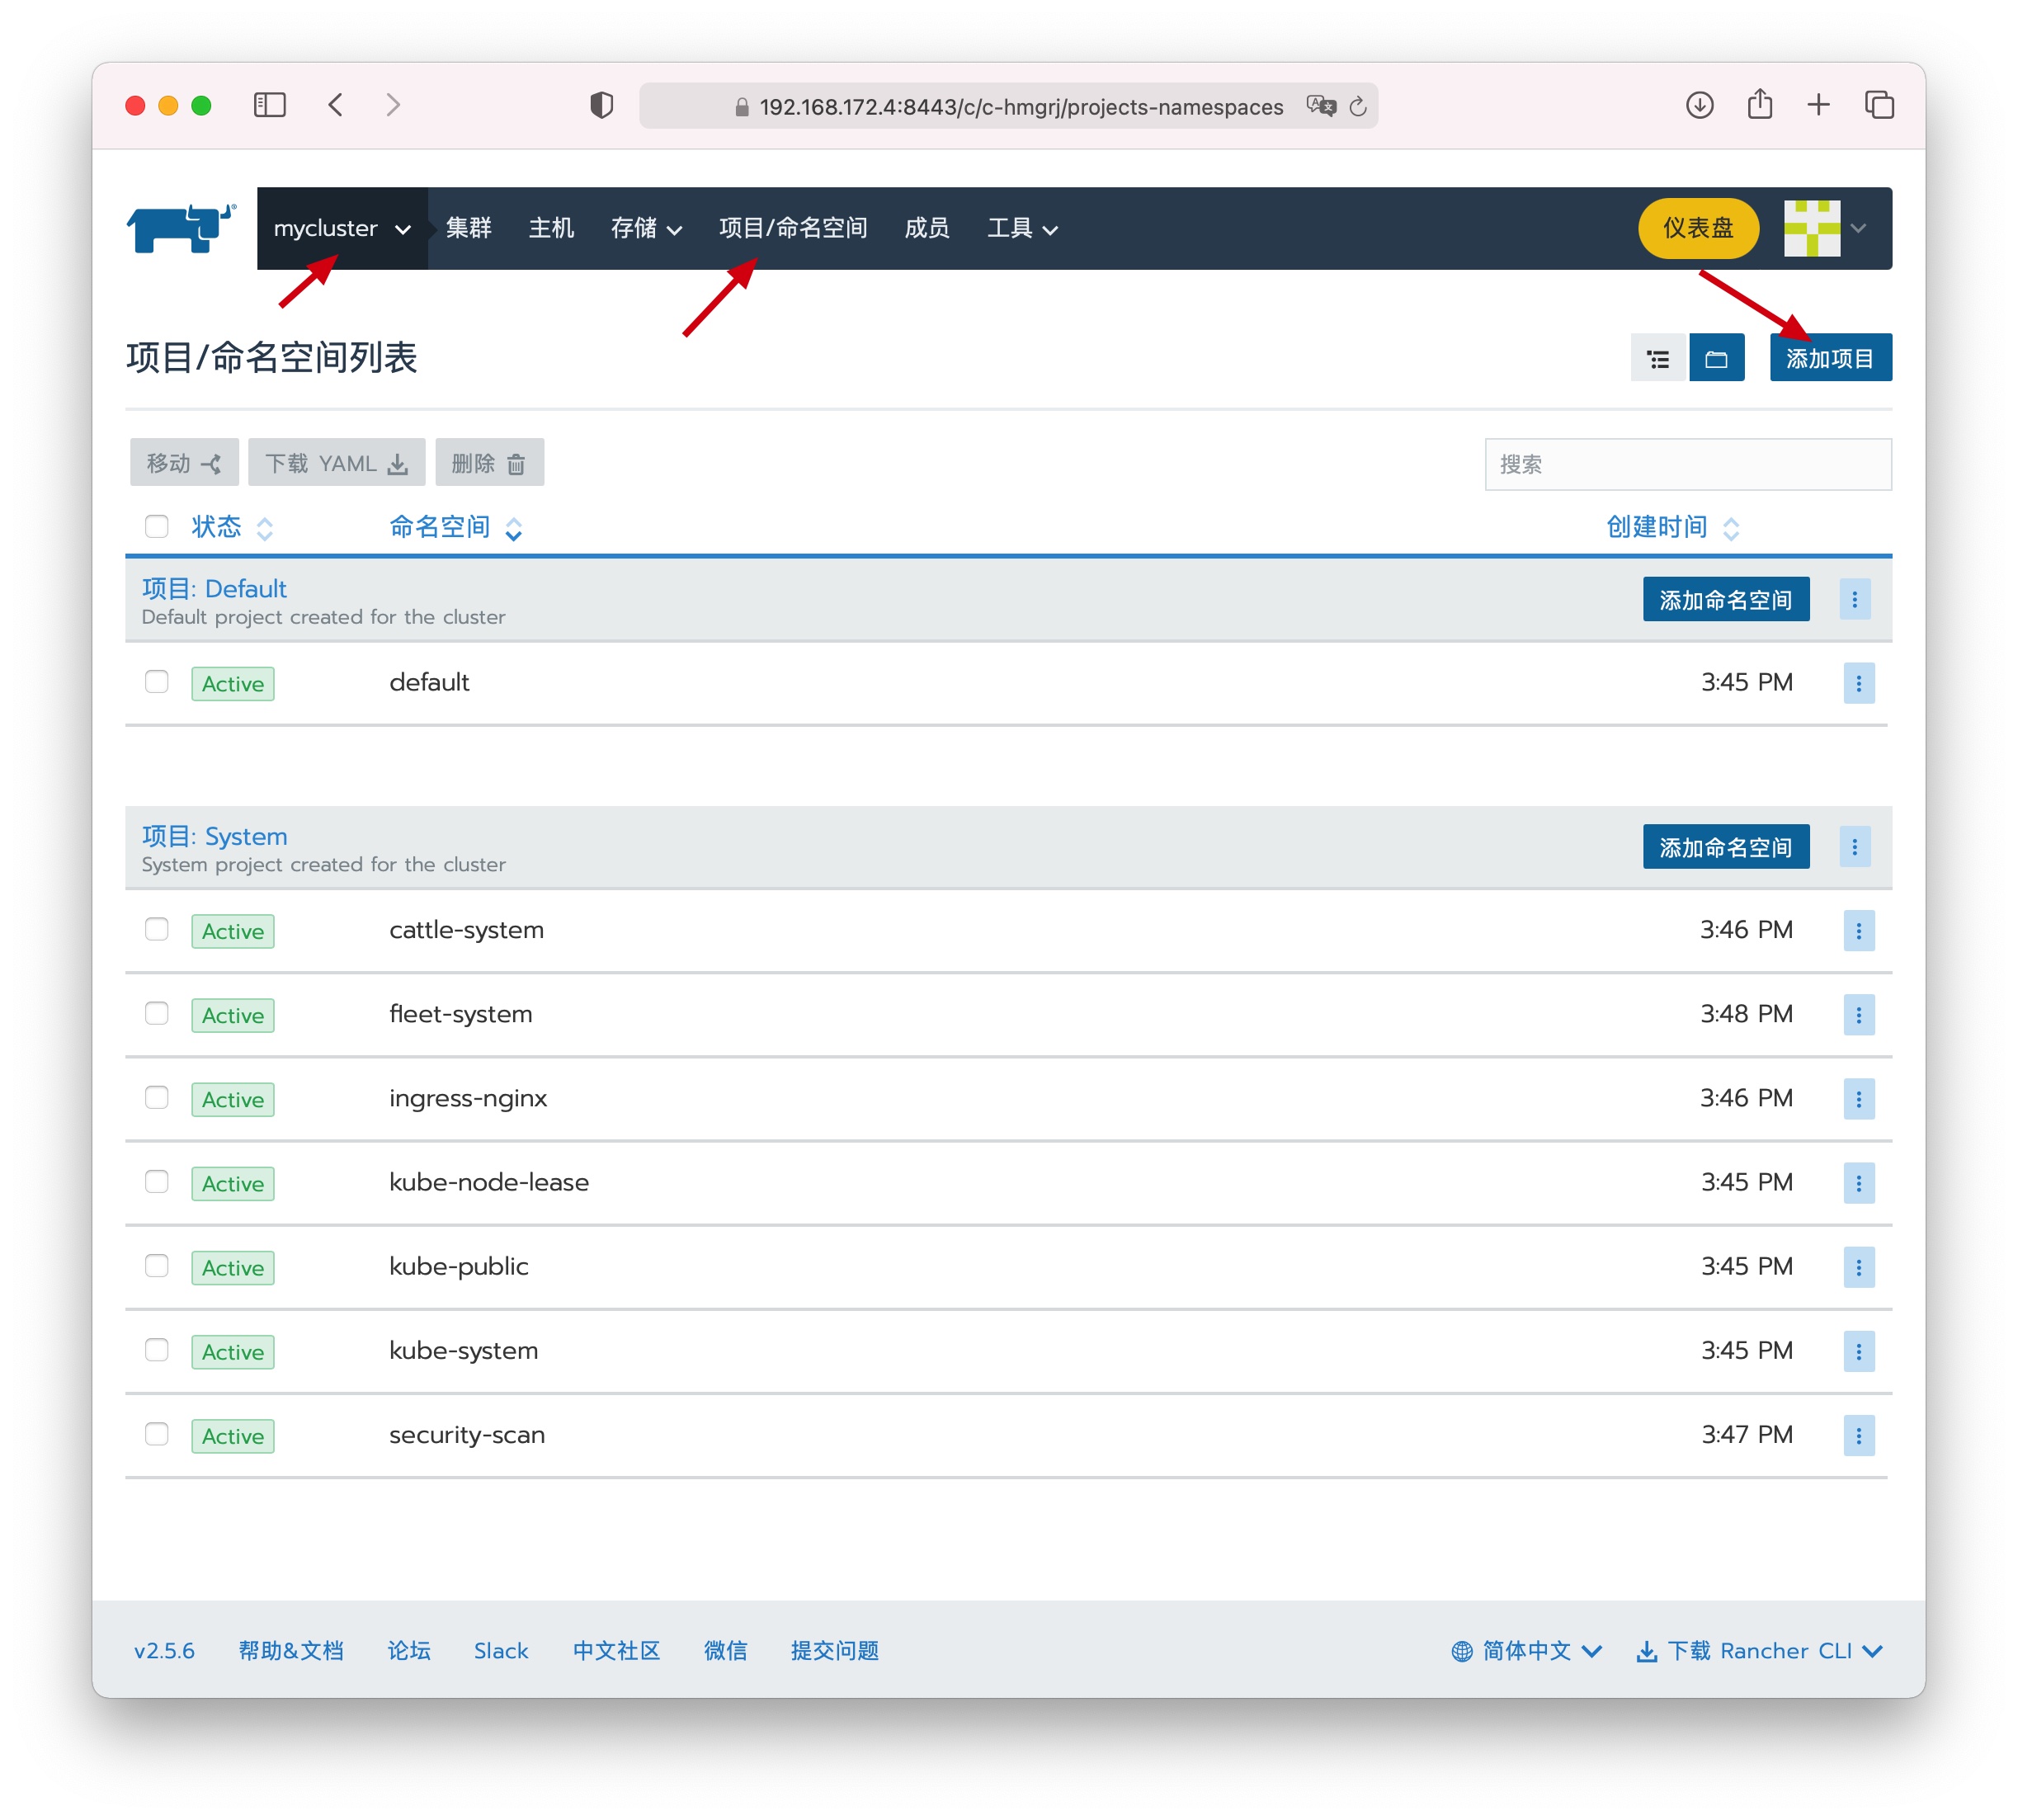 192.168.172.4:8443/c/c-hmgrj/projects-namespaces
mycluster 集群 主机 存储 项目/命名空间 成员 工具 仪表盘
项目/命名空间列表 添加项目
移动 下载 YAML 删除 搜索
状态 命名空间 创建时间
项目: Default 添加命名空间
Default project created for the cluster
Active default 3:45 PM
项目: System 添加命名空间
System project created for the cluster
Active cattle-system 3:46 PM
Active fleet-system 3:48 PM
Active ingress-nginx 3:46 PM
Active kube-node-lease 3:45 PM
Active kube-public 3:45 PM
Active kube-system 3:45 PM
Active security-scan 3:47 PM
v2.5.6 帮助&文档 论坛 Slack 中文社区 微信 提交问题 简体中文 下载 Rancher CLI